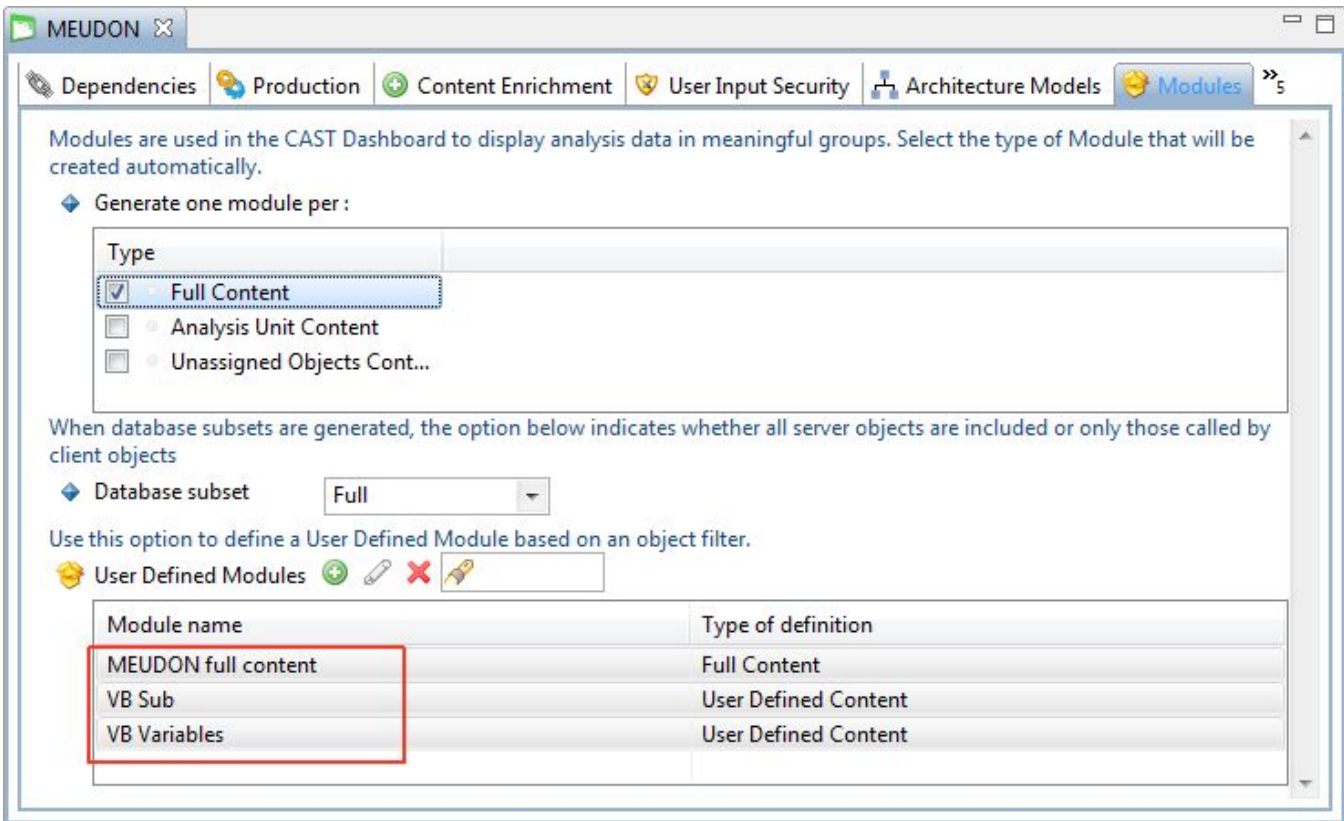 MEUDON
Dependencies Production Content Enrichment User Input Security Architecture Models Modules »5
Modules are used in the CAST Dashboard to display analysis data in meaningful groups. Select the type of Module that will be
created automatically.
Generate one module per :
Type
Full Content
Analysis Unit Content
Unassigned Objects Cont...
When database subsets are generated, the option below indicates whether all server objects are included or only those called by
client objects
Database subset Full
Use this option to define a User Defined Module based on an object filter.
User Defined Modules
Module name Type of definition
MEUDON full content Full Content
VB Sub User Defined Content
VB Variables User Defined Content